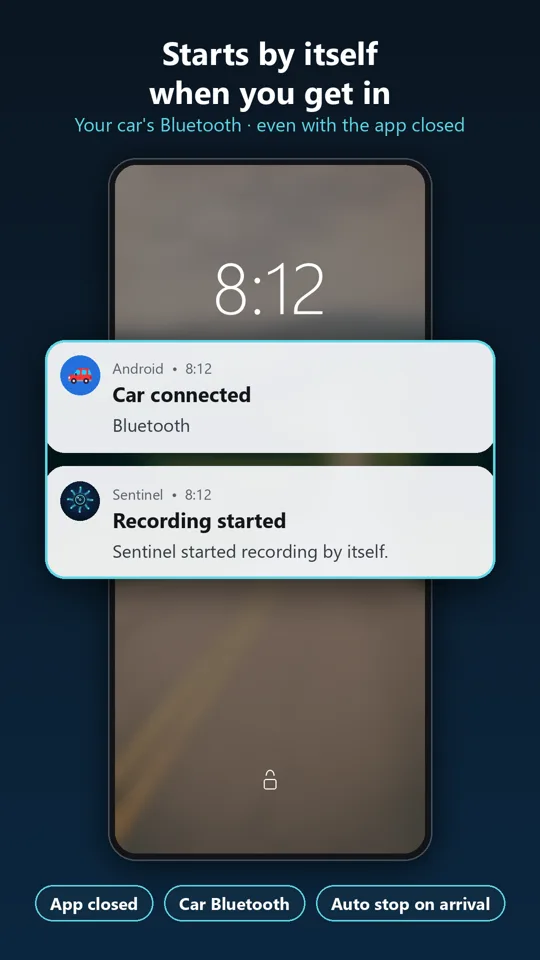 Starts by itself
when you get in
Your car's Bluetooth · even with the app closed
8:12
Android • 8:12
Car connected
Bluetooth
Sentinel • 8:12
Recording started
Sentinel started recording by itself.
App closed
Car Bluetooth
Auto stop on arrival